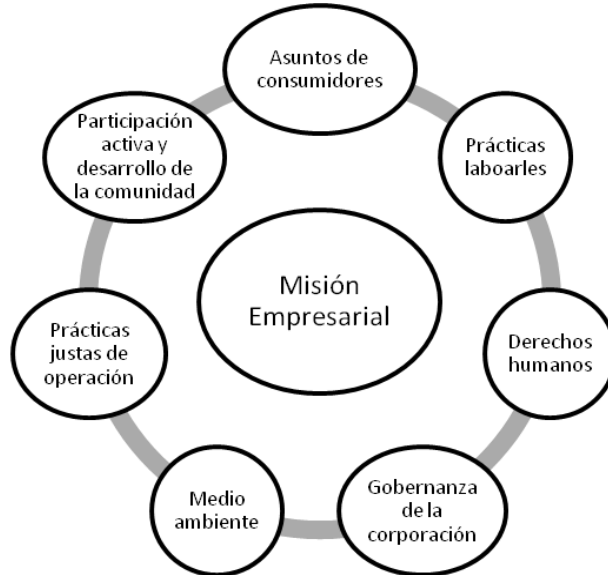 Asuntos de
consumidores
Participación
activa y
desarrollo de
la comunidad
Prácticas
laboarles
Misión
Empresarial
Prácticas
justas de
operación
Derechos
humanos
Medio
ambiente
Gobernanza
de la
corporación